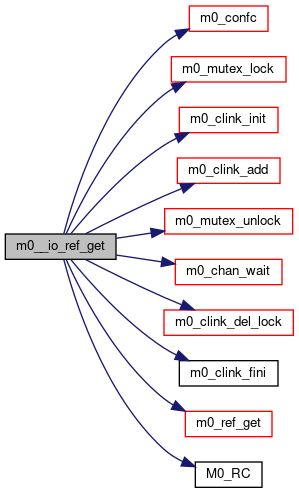 m0_confc
m0_mutex_lock
m0_clink_init
m0_clink_add
m0__io_ref_get
m0_mutex_unlock
m0_chan_wait
m0_clink_del_lock
m0_clink_fini
m0_ref_get
M0_RC